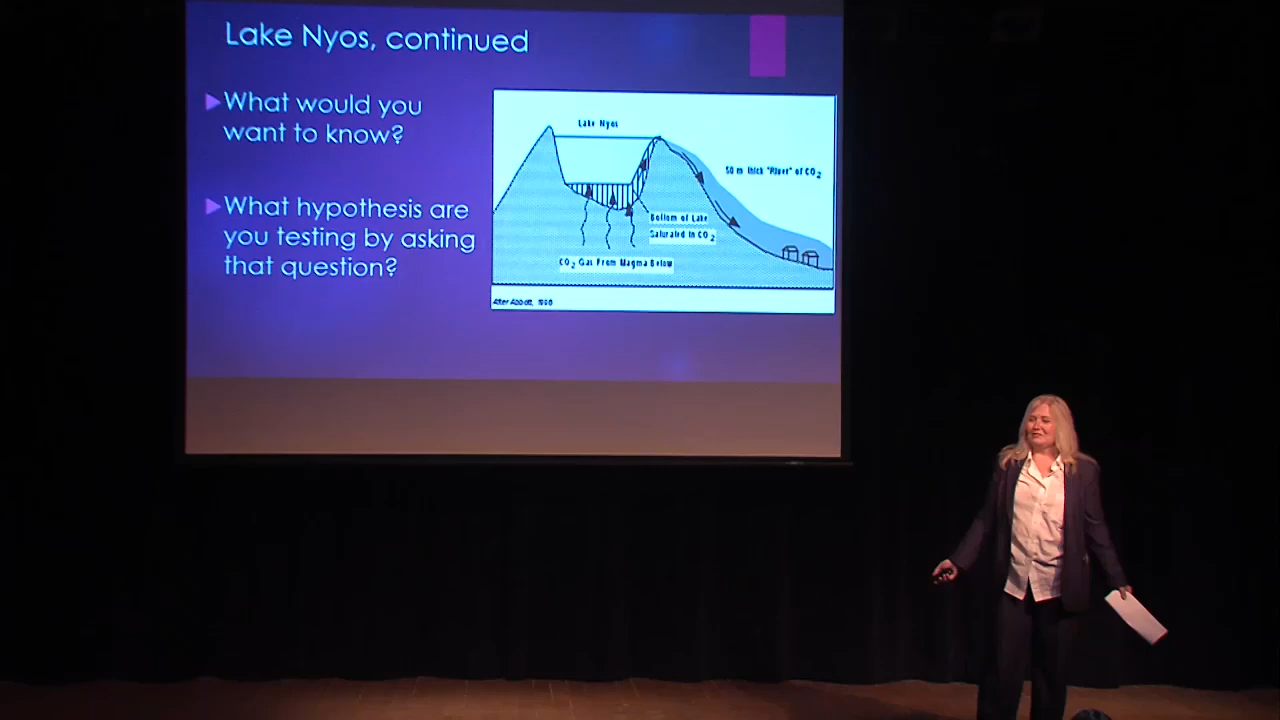 Lake Nyos, continued
What would you
want to know?
What hypothesis are
you testing by asking
that question?
Lake Nyos
50 m thick "River" of CO2
Bottom of Lake
Saturated in CO2
CO2 Gas From Magma Below
After Abbott, 1996